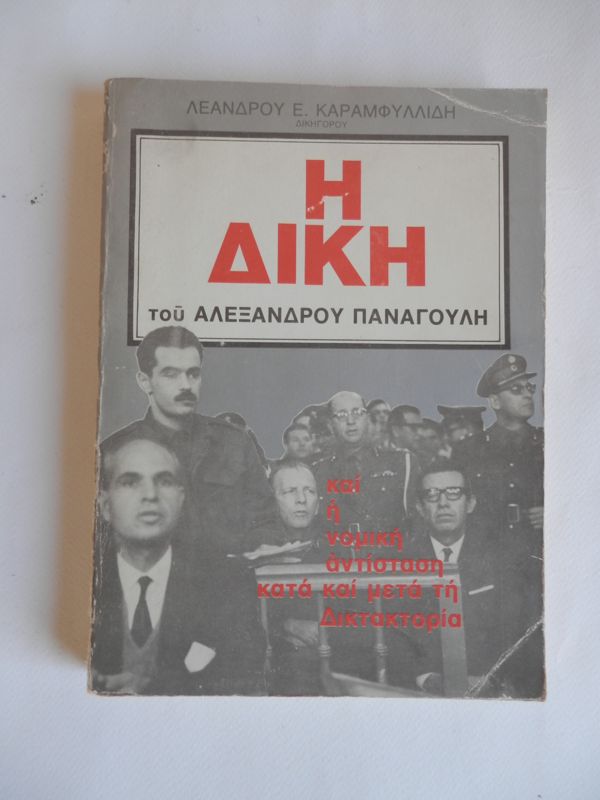 ΛΕΑΝΔΡΟΥ Ε. ΚΑΡΑΜΦΥΛΛΙΔΗ
ΔΙΚΗΓΟΡΟΥ
Η
ΔΙΚΗ
τοῦ ΑΛΕΞΑΝΔΡΟΥ ΠΑΝΑΓΟΥΛΗ
καί
ἡ
νομική
ἀντίσταση
κατά καί μετά τή
Δικτακτορία